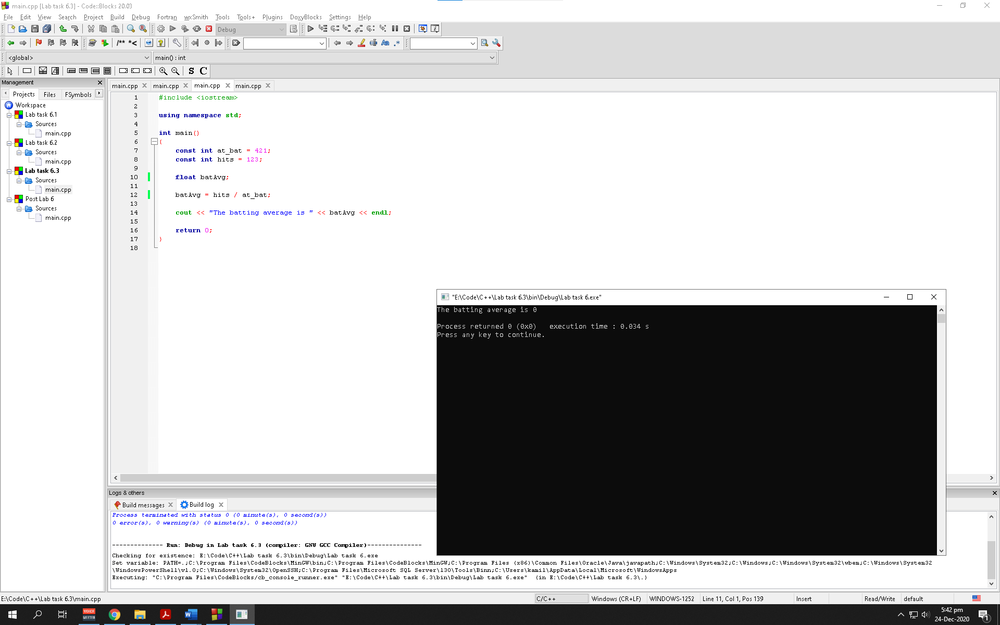 main.cpp [Lab task 6.3] - Code::Blocks 20.03
File Edit View Search Project Build Debug Fortran wxSmith Tools Tools+ Plugins DoxyBlocks Settings Help
Debug
/** *<
Aa .*
<global> main() : int
S C
Management
Projects Files FSymbols
main.cpp main.cpp main.cpp main.cpp
Workspace
Lab task 6.1
Sources
main.cpp
Lab task 6.2
Sources
main.cpp
Lab task 6.3
Sources
main.cpp
Post Lab 6
Sources
main.cpp
1 #include <iostream>
2
3 using namespace std;
4
5 int main()
6 {
7 const int at_bat = 421;
8 const int hits = 123;
9
10 float batAvg;
11
12 batAvg = hits / at_bat;
13
14 cout << "The batting average is " << batAvg << endl;
15
16 return 0;
17 }
18
"E:\Code\C++\Lab task 6.3\bin\Debug\Lab task 6.exe"
The batting average is 0
Process returned 0 (0x0) execution time : 0.034 s
Press any key to continue.
Logs & others
Build messages Build log
Process terminated with status 0 (0 minute(s), 0 second(s))
0 error(s), 0 warning(s) (0 minute(s), 0 second(s))
-------------- Run: Debug in Lab task 6.3 (compiler: GNU GCC Compiler)---------------
Checking for existence: E:\Code\C++\Lab task 6.3\bin\Debug\Lab task 6.exe
Set variable: PATH=.;C:\Program Files\CodeBlocks\MinGW\bin;C:\Program Files\CodeBlocks\MinGW;C:\Program Files (x86)\Common Files\Oracle\Java\javapath;C:\Windows\System32;C:\Windows;C:\Windows\System32\wbem;C:\Windows\System32
\WindowsPowerShell\v1.0;C:\Windows\System32\OpenSSH;C:\Program Files\Microsoft SQL Server\130\Tools\Binn;C:\Users\kamil\AppData\Local\Microsoft\WindowsApps
Executing: "C:\Program Files\CodeBlocks/cb_console_runner.exe" "E:\Code\C++\Lab task 6.3\bin\Debug\Lab task 6.exe" (in E:\Code\C++\Lab task 6.3\.)
E:\Code\C++\Lab task 6.3\main.cpp C/C++ Windows (CR+LF) WINDOWS-1252 Line 11, Col 1, Pos 139 Insert Read/Write default
VOICE
MEETER
5:42 pm
24-Dec-2020
1